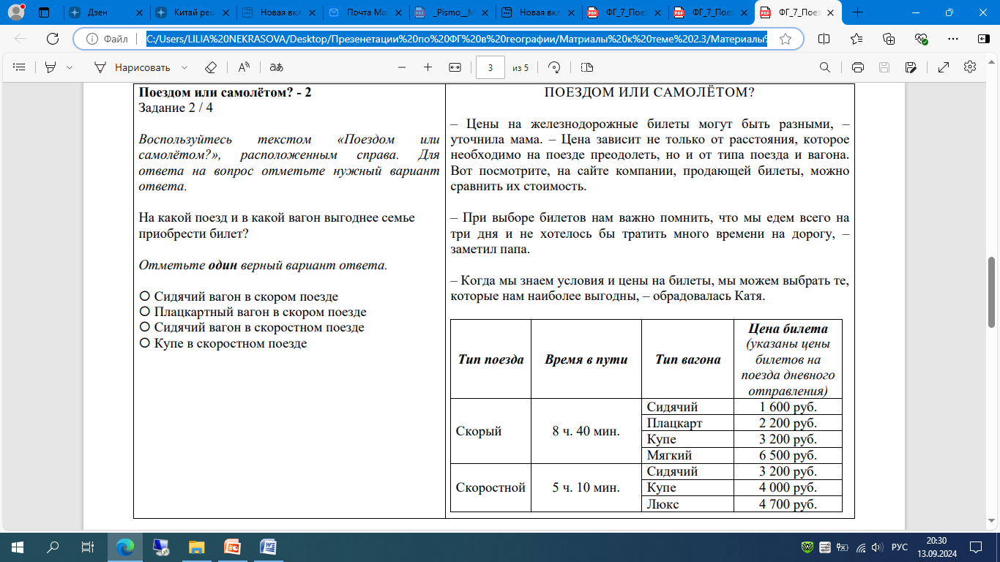 Дзен
Китай реш
Новая вкл
Почта Mai
_Pismo__М
Новая вкл
ФГ_7_Поез
ФГ_7_Поез
ФГ_7_Поез
Файл
C:/Users/LILIA%20NEKRASOVA/Desktop/Презенетации%20по%20ФГ%20в%20географии/Матриалы%20к%20теме%202.3/Материалы%
Нарисовать
3
из 5
Поездом или самолётом? - 2
Задание 2 / 4
Воспользуйтесь текстом «Поездом или
самолётом?», расположенным справа. Для
ответа на вопрос отметьте нужный вариант
ответа.
На какой поезд и в какой вагон выгоднее семье
приобрести билет?
Отметьте один верный вариант ответа.
Сидячий вагон в скором поезде
Плацкартный вагон в скором поезде
Сидячий вагон в скоростном поезде
Купе в скоростном поезде
ПОЕЗДОМ ИЛИ САМОЛЁТОМ?
– Цены на железнодорожные билеты могут быть разными, –
уточнила мама. – Цена зависит не только от расстояния, которое
необходимо на поезде преодолеть, но и от типа поезда и вагона.
Вот посмотрите, на сайте компании, продающей билеты, можно
сравнить их стоимость.
– При выборе билетов нам важно помнить, что мы едем всего на
три дня и не хотелось бы тратить много времени на дорогу, –
заметил папа.
– Когда мы знаем условия и цены на билеты, мы можем выбрать те,
которые нам наиболее выгодны, – обрадовалась Катя.
Тип поезда
Время в пути
Тип вагона
Цена билета
(указаны цены
билетов на
поезда дневного
отправления)
Скорый
8 ч. 40 мин.
Сидячий
1 600 руб.
Плацкарт
2 200 руб.
Купе
3 200 руб.
Мягкий
6 500 руб.
Скоростной
5 ч. 10 мин.
Сидячий
3 200 руб.
Купе
4 000 руб.
Люкс
4 700 руб.
РУС
20:30
13.09.2024